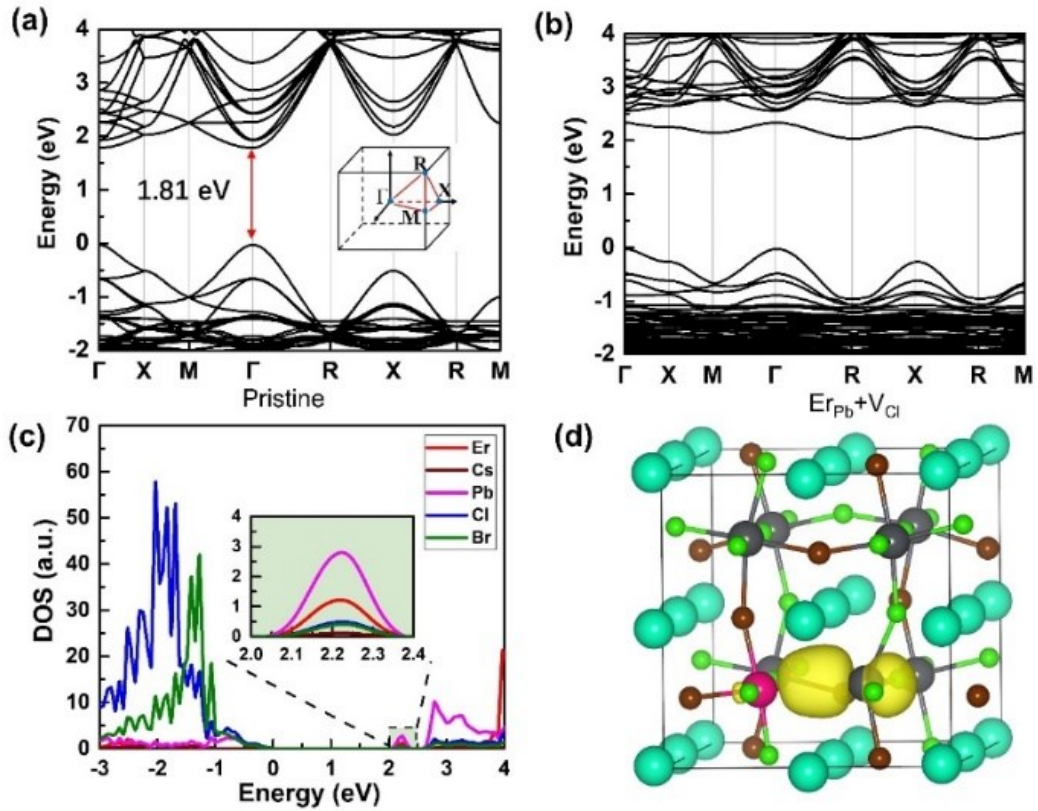 (a)
4
3
2
1
0
-1
-2
Energy (eV)
1.81 eV
R
Γ
X
M
Γ X M Γ R X R M
Pristine
(b)
4
3
2
1
0
-1
-2
Energy (eV)
Γ X M Γ R X R M
ErPb+VCl
(c)
70
60
50
40
30
20
10
0
DOS (a.u.)
Er
Cs
Pb
Cl
Br
4
3
2
1
0
2.0 2.1 2.2 2.3 2.4
-3 -2 -1 0 1 2 3 4
Energy (eV)
(d)